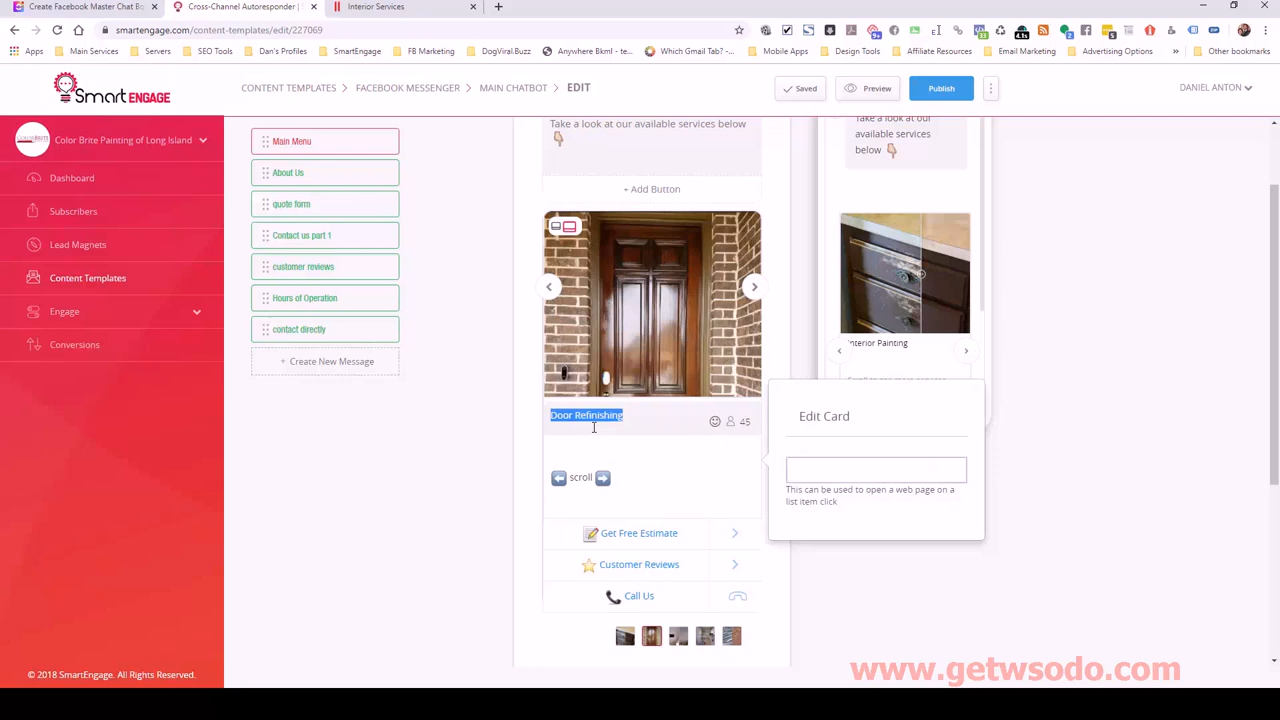 Create Facebook Master Chat Bo
Cross-Channel Autoresponder |
Interior Services
smartengage.com/content-templates/edit/227069
Apps
Main Services
Servers
SEO Tools
Dan's Profiles
SmartEngage
FB Marketing
DogViral.Buzz
Anywhere Bkml - te...
Which Gmail Tab? -...
Mobile Apps
Design Tools
Affiliate Resources
Email Marketing
Advertising Options
»
Other bookmarks
SmartENGAGE
CONTENT TEMPLATES > FACEBOOK MESSENGER > MAIN CHATBOT > EDIT
Saved
Preview
Publish
DANIEL ANTON
Color Brite Painting of Long Island
Dashboard
Subscribers
Lead Magnets
Content Templates
Engage
Conversions
© 2018 SmartEngage. All Rights Reserved.
Main Menu
About Us
quote form
Contact us part 1
customer reviews
Hours of Operation
contact directly
+ Create New Message
Take a look at our available services below
+ Add Button
Door Refinishing
45
scroll
Get Free Estimate
Customer Reviews
Call Us
Take a look at our
available services
below
Interior Painting
Edit Card
This can be used to open a web page on a
list item click
www.getwsodo.com